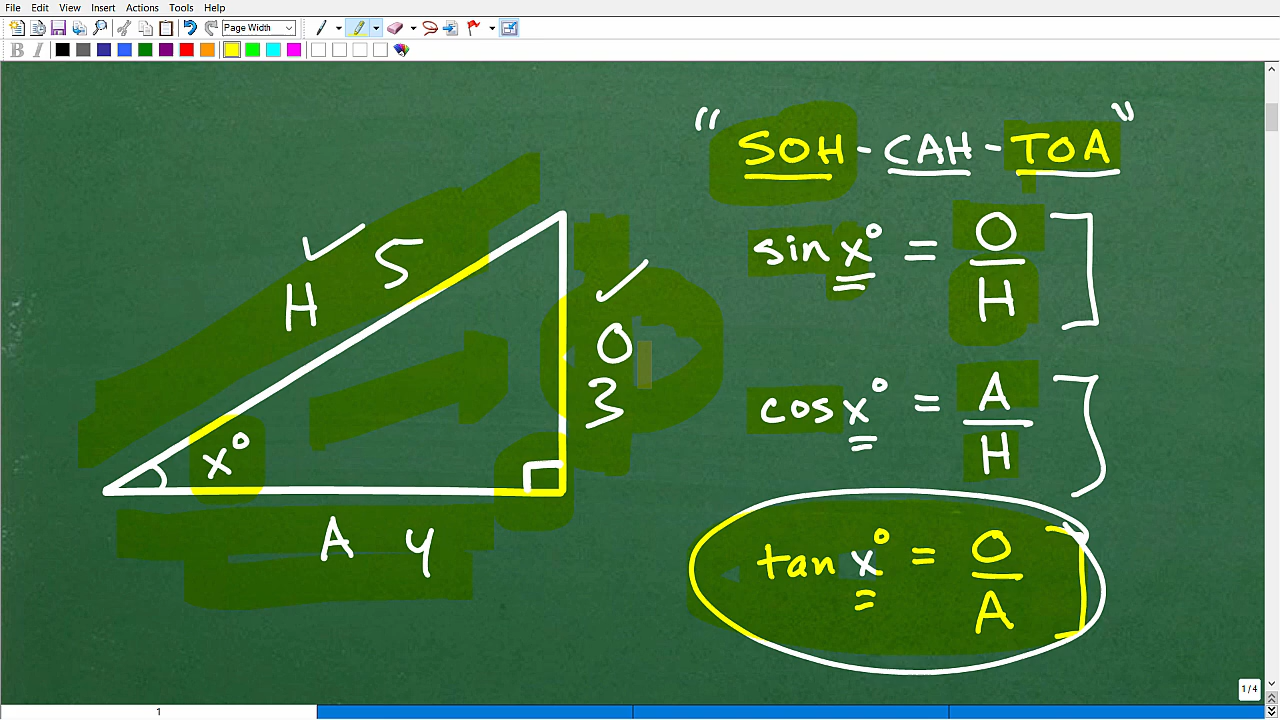 File Edit View Insert Actions Tools Help
Page Width
B I
"SOH - CAH - TOA"
sin x° = O/H
H 5
O
3
cos x° = A/H
x°
A 4
tan x° = O/A
1/4
1